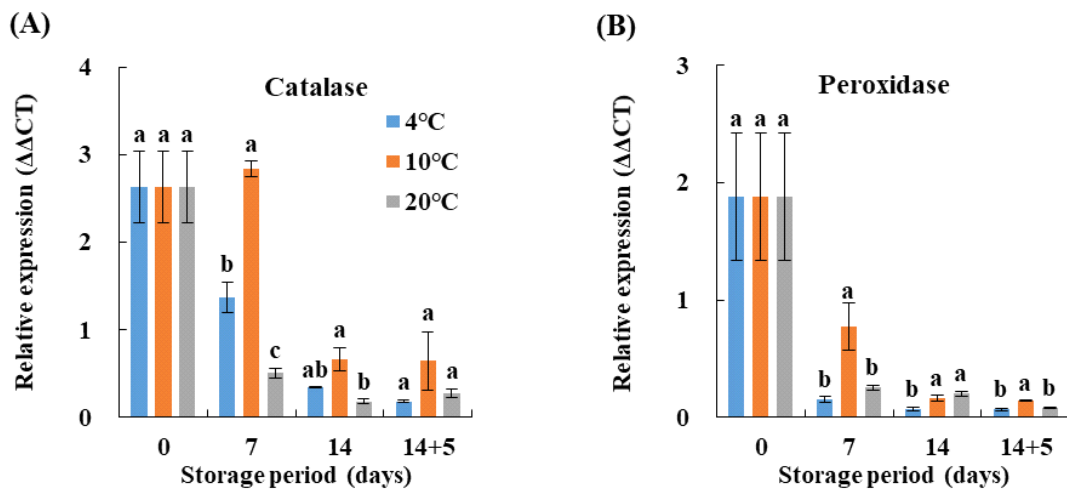 (A)
Catalase
Relative expression (ΔΔCT)
4
3
2
1
0
4°C
10°C
20°C
a a a
b a c
ab a b
a a a
0 7 14 14+5
Storage period (days)
(B)
Peroxidase
Relative expression (ΔΔCT)
3
2
1
0
a a a
b a b
b a a
b a b
0 7 14 14+5
Storage period (days)